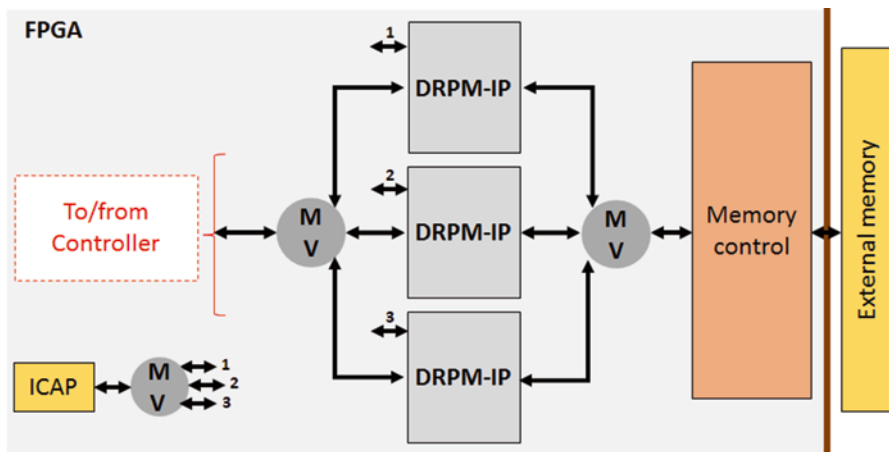 FPGA
1
DRPM-IP
2
To/from
Controller
M
V
DRPM-IP
M
V
Memory
control
External memory
3
DRPM-IP
ICAP
M
V
1
2
3